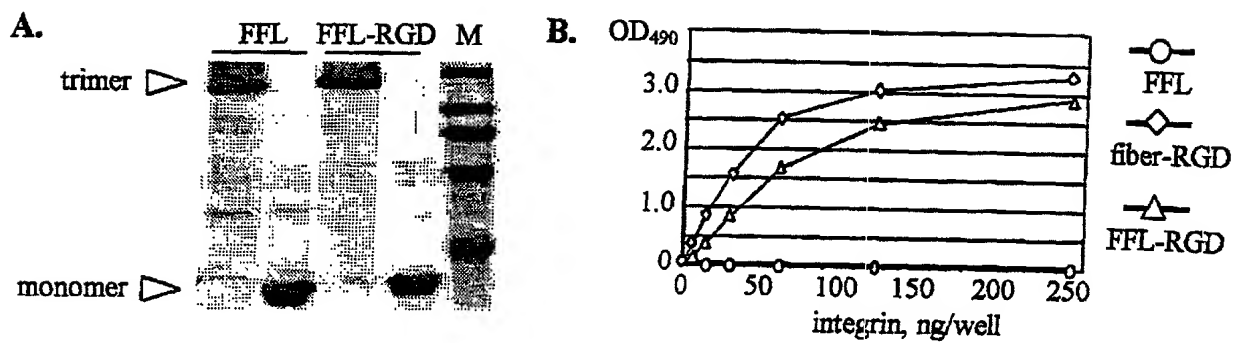 A.
FFL FFL-RGD M
trimer
monomer
B.
OD490
3.0
2.0
1.0
0
0 50 100 150 200 250
integrin, ng/well
FFL
fiber-RGD
FFL-RGD